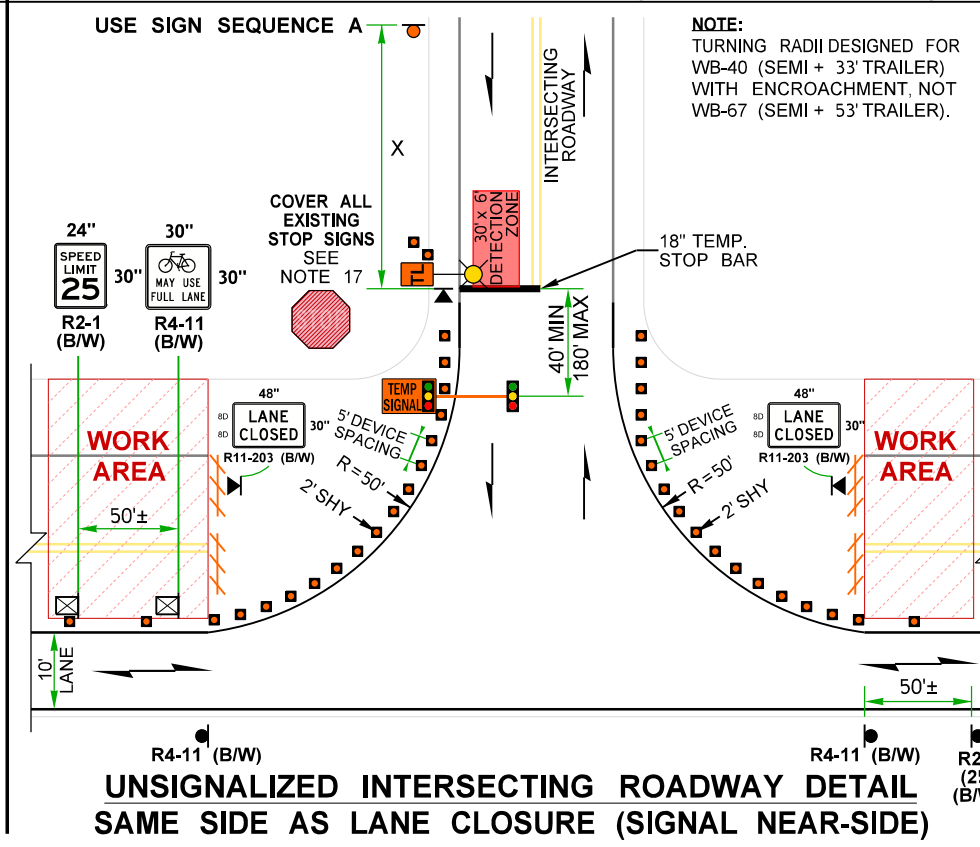 USE SIGN SEQUENCE A
NOTE:
TURNING RADII DESIGNED FOR
WB-40 (SEMI + 33' TRAILER)
WITH ENCROACHMENT, NOT
WB-67 (SEMI + 53' TRAILER).
INTERSECTING
ROADWAY
X
COVER ALL
EXISTING
STOP SIGNS
SEE
NOTE 17
STOP
30' x 6'
DETECTION
ZONE
TL
18" TEMP.
STOP BAR
24"
SPEED
LIMIT
25
30"
R2-1
(B/W)
30"
MAY USE
FULL LANE
30"
R4-11
(B/W)
40' MIN
180' MAX
TEMP
SIGNAL
48"
LANE
CLOSED
8D
8D
30"
R11-203 (B/W)
5' DEVICE
SPACING
R=50'
2' SHY
WORK
AREA
50'±
5' DEVICE
SPACING
R=50'
2' SHY
48"
LANE
CLOSED
8D
8D
30"
R11-203 (B/W)
WORK
AREA
10'
LANE
50'±
R4-11 (B/W)
R4-11 (B/W)
UNSIGNALIZED INTERSECTING ROADWAY DETAIL
SAME SIDE AS LANE CLOSURE (SIGNAL NEAR-SIDE)